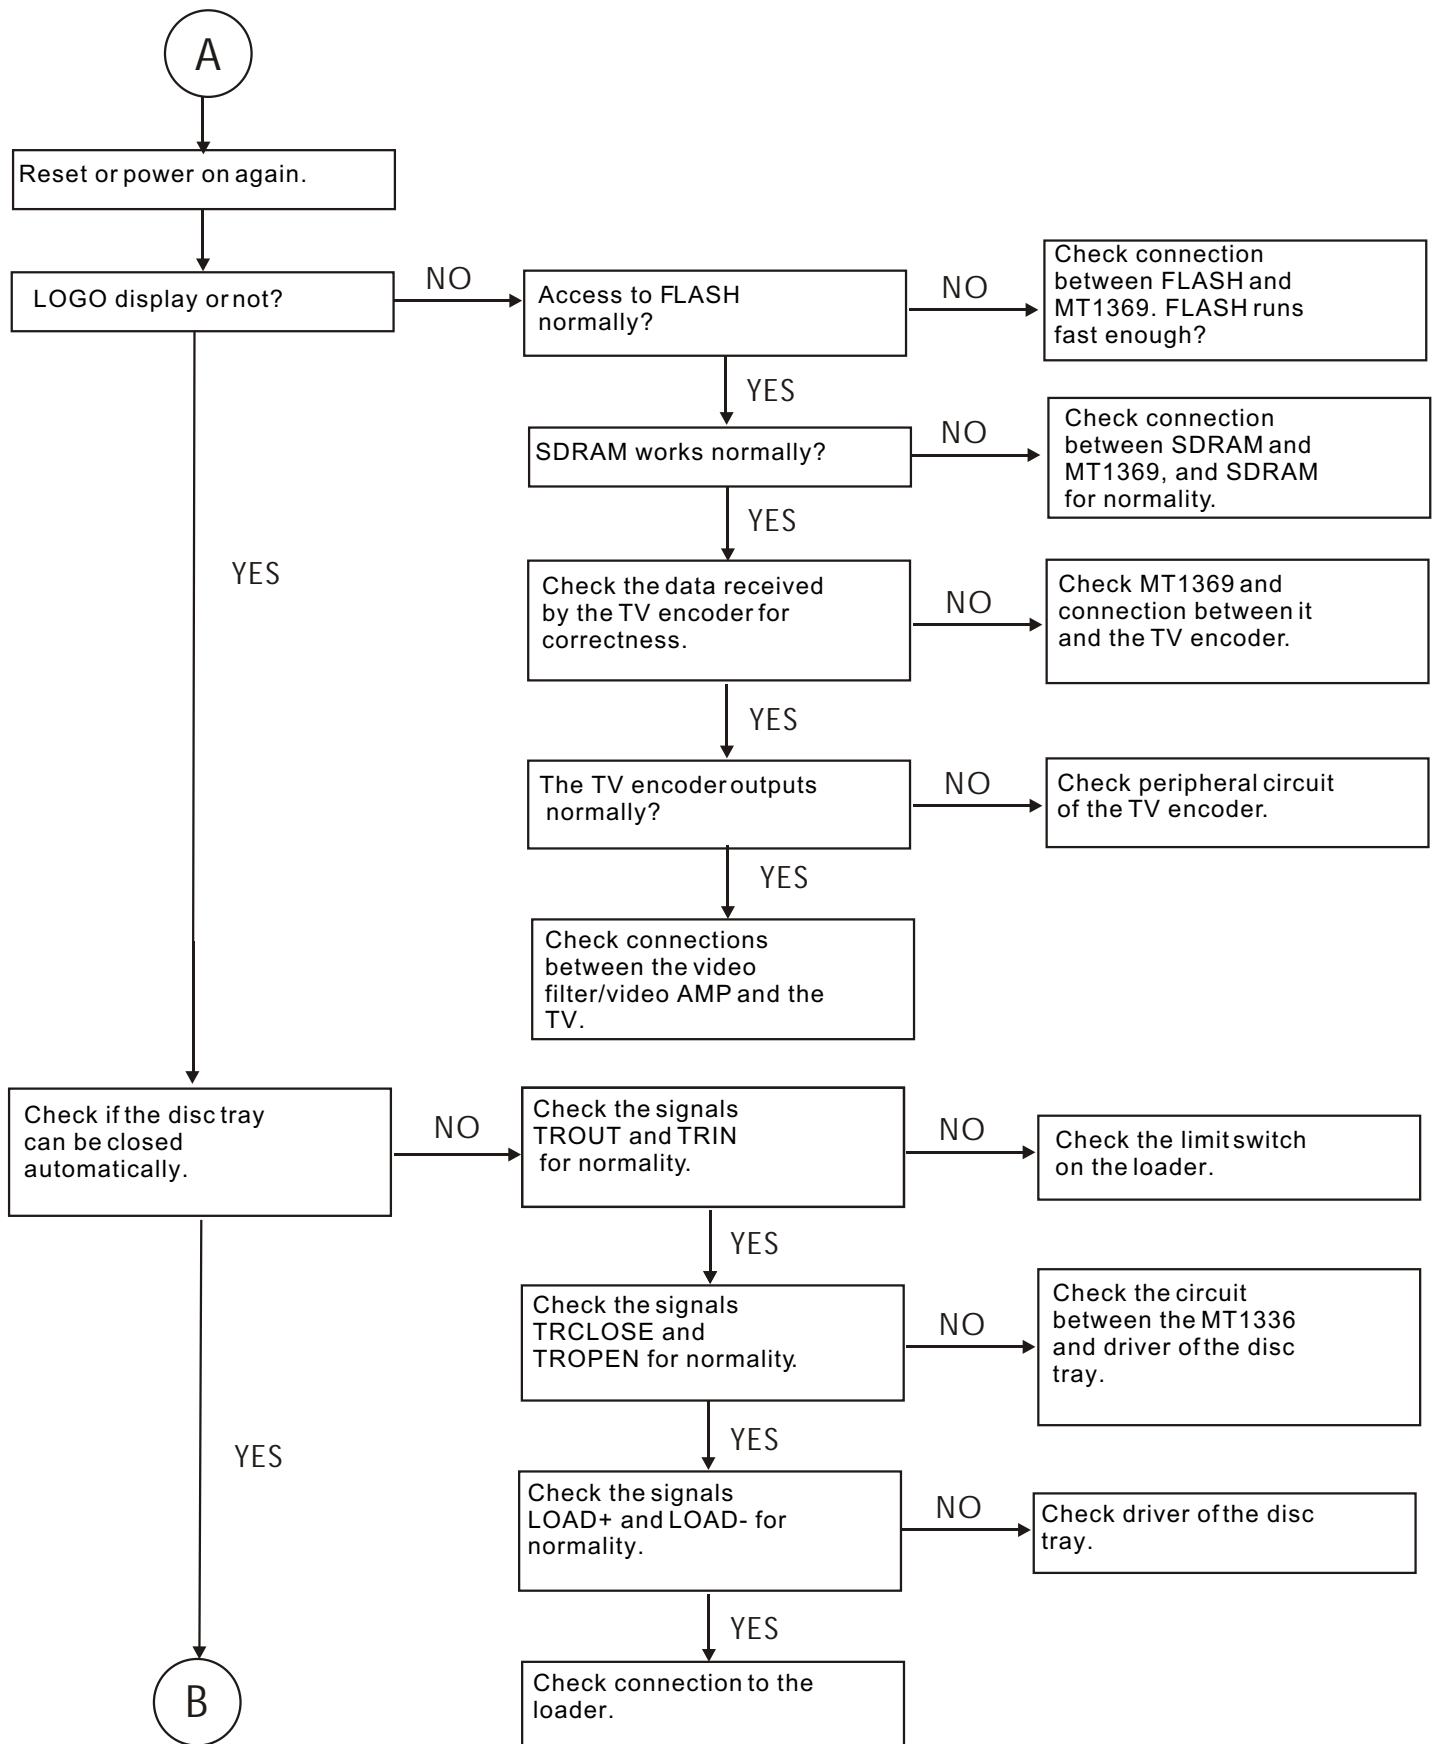 A
Reset or power on again.
LOGO display or not?
NO
Access to FLASH
normally?
NO
Check connection
between FLASH and
MT1369. FLASH runs
fast enough?
YES
SDRAM works normally?
NO
Check connection
between SDRAM and
MT1369, and SDRAM
for normality.
YES
YES
Check the data received
by the TV encoder for
correctness.
NO
Check MT1369 and
connection between it
and the TV encoder.
YES
The TV encoder outputs
normally?
NO
Check peripheral circuit
of the TV encoder.
YES
Check connections
between the video
filter/video AMP and the
TV.
Check if the disc tray
can be closed
automatically.
NO
Check the signals
TROUT and TRIN
for normality.
NO
Check the limit switch
on the loader.
YES
Check the signals
TRCLOSE and
TROPEN for normality.
NO
Check the circuit
between the MT1336
and driver of the disc
tray.
YES
YES
Check the signals
LOAD+ and LOAD- for
normality.
NO
Check driver of the disc
tray.
YES
B
Check connection to the
loader.